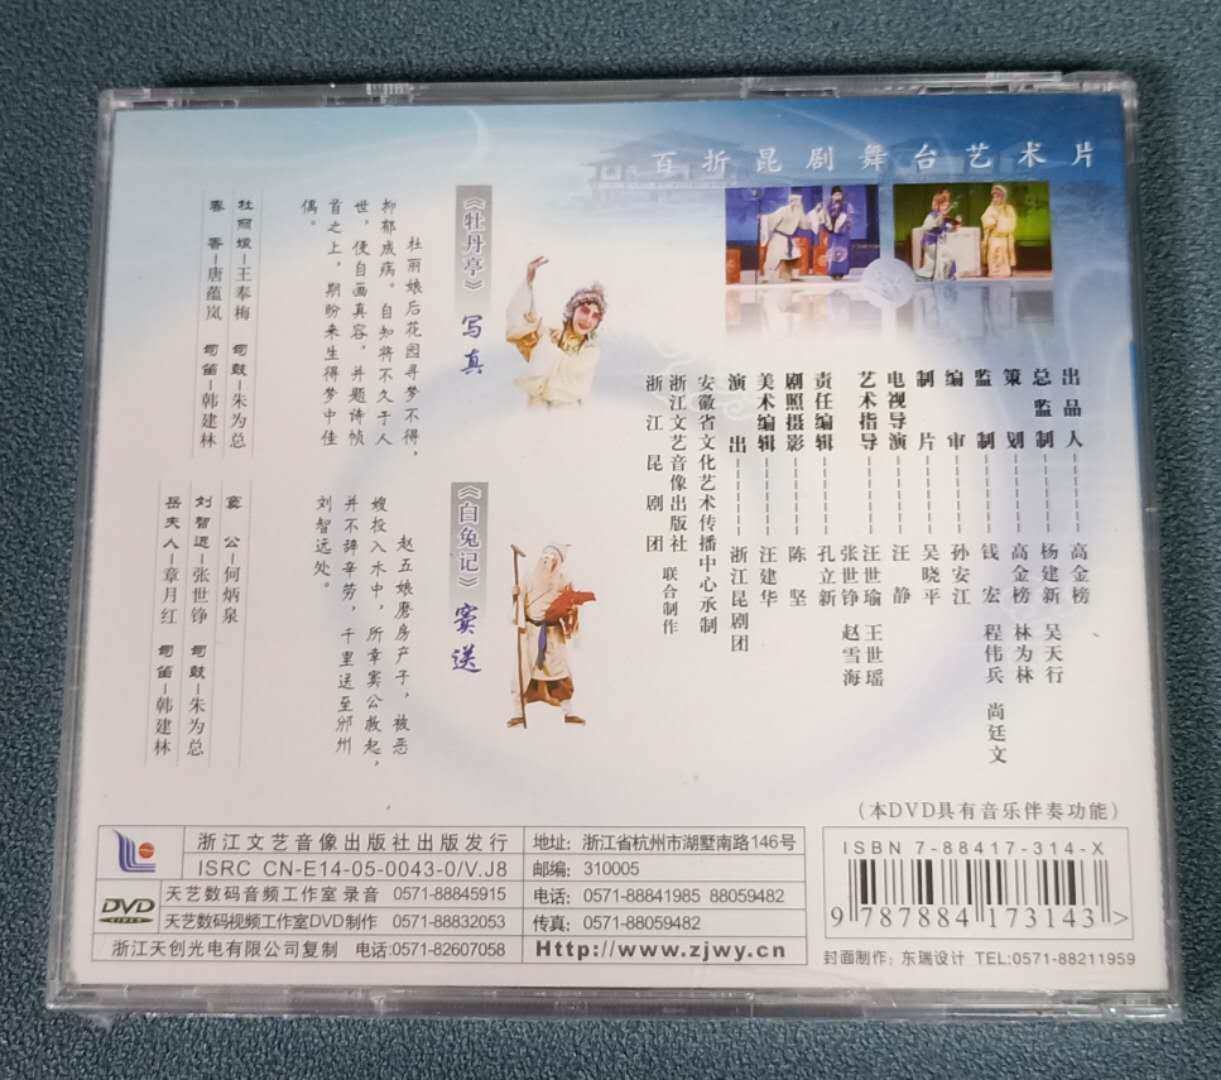 百折昆剧舞台艺术片
出品人------高金榜
总监制------杨建新 吴天行
策划------高金榜 林为林
监制------钱宏 程伟兵 尚廷文
编审------孙安江
制片------吴晓平
电视导演------汪静
艺术指导------汪世瑜 王世瑶
张世铮 赵雪海
责任编辑------孔立新
剧照摄影------陈坚
美术编辑------汪建华
演出------浙江昆剧团
安徽省文化艺术传播中心承制
浙江文艺音像出版社
浙江昆剧团
联合制作
《牡丹亭》 写真
杜丽娘后花园寻梦不得,
抑郁成病。自知将不久于人
世,便自画真容,并题诗帧
首之上,期盼来生得梦中佳
偶。
杜丽娘—王奉梅 司鼓—朱为总
春香—唐蕴岚 司笛—韩建林
《白兔记》 窦送
赵五娘磨房产子,被恶
嫂投入水中,所幸窦公救起,
并不辞辛劳,千里送至邠州
刘智远处。
窦公—何炳泉
刘智远—张世铮 司鼓—朱为总
岳夫人—章月红 司笛—韩建林
(本DVD具有音乐伴奏功能)
浙江文艺音像出版社出版发行
ISRC CN-E14-05-0043-0/V.J8
DVD
VIDEO
天艺数码音频工作室 录音 0571-88845915
天艺数码视频工作室DVD制作 0571-88832053
浙江天创光电有限公司复制 电话:0571-82607058
地址: 浙江省杭州市湖墅南路146号
邮编: 310005
电话: 0571-88841985 88059482
传真: 0571-88059482
Http://www.zjwy.cn
ISBN 7-88417-314-X
9 787884 173143 >
封面制作: 东瑞设计 TEL:0571-88211959